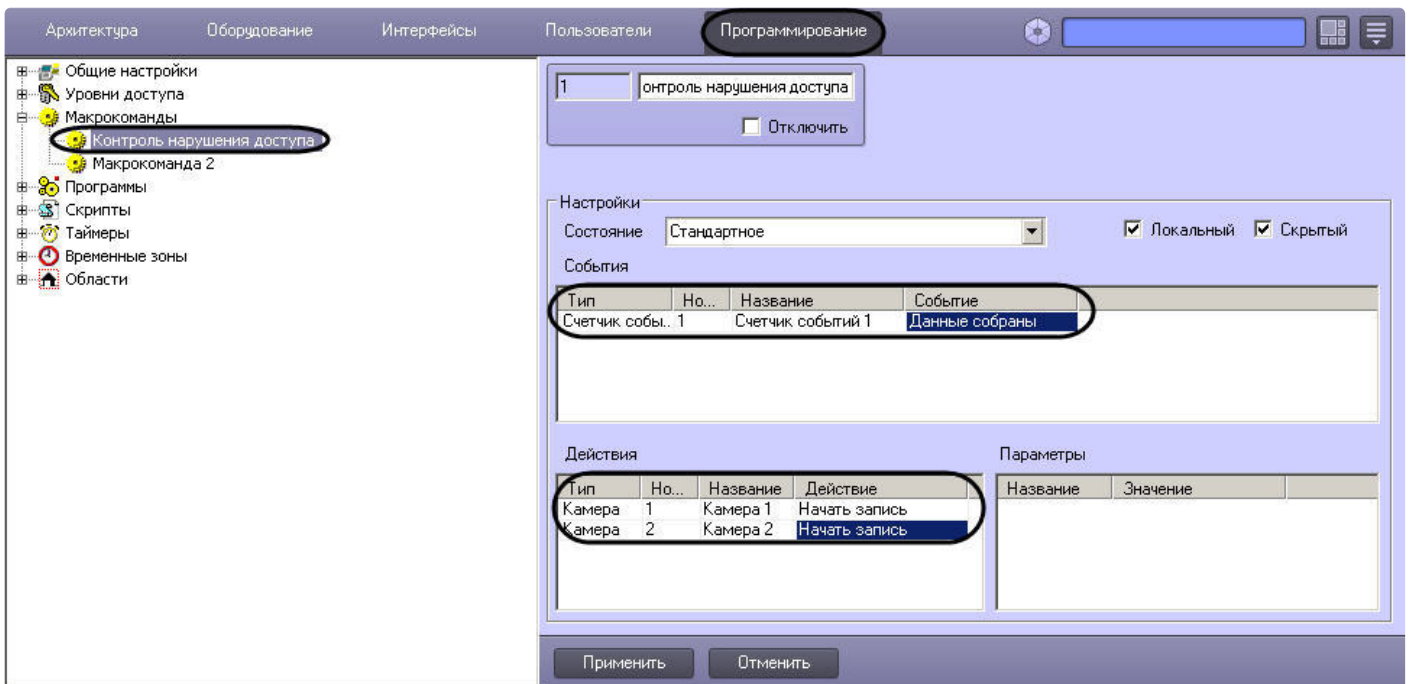 Архитектура Оборудование Интерфейсы Пользователи Программирование
Общие настройки
Уровни доступа
Макрокоманды
Контроль нарушения доступа
Макрокоманда 2
Программы
Скрипты
Таймеры
Временные зоны
Области
1 онтроль нарушения доступа
Отключить
Настройки
Состояние Стандартное Локальный Скрытый
События
Тип Но... Название Событие
Счетчик собы.. 1 Счетчик событий 1 Данные собраны
Действия
Тип Но... Название Действие
Камера 1 Камера 1 Начать запись
Камера 2 Камера 2 Начать запись
Параметры
Название Значение
Применить Отменить